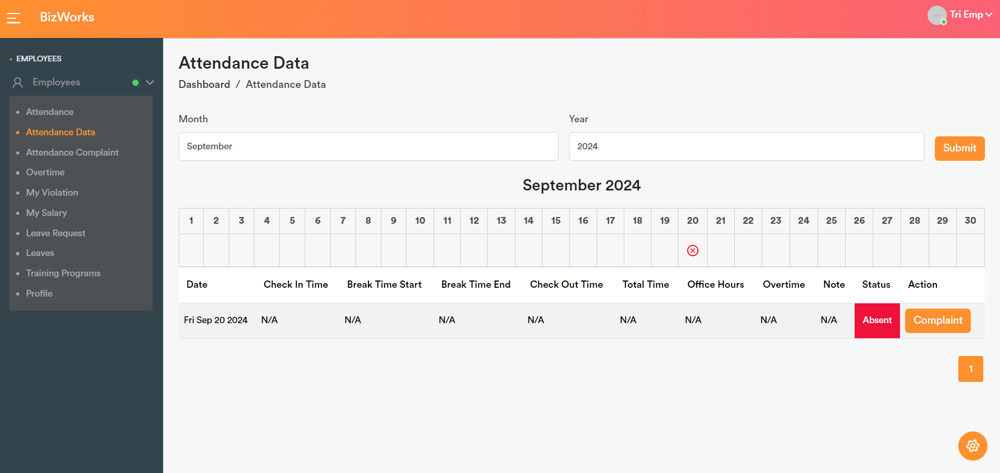 BizWorks
Tri Emp
EMPLOYEES
Employees
Attendance
Attendance Data
Attendance Complaint
Overtime
My Violation
My Salary
Leave Request
Leaves
Training Programs
Profile
Attendance Data
Dashboard / Attendance Data
Month Year
September 2024 Submit
September 2024
1 2 3 4 5 6 7 8 9 10 11 12 13 14 15 16 17 18 19 20 21 22 23 24 25 26 27 28 29 30
Date Check In Time Break Time Start Break Time End Check Out Time Total Time Office Hours Overtime Note Status Action
Fri Sep 20 2024 N/A N/A N/A N/A N/A N/A N/A N/A Absent Complaint
1